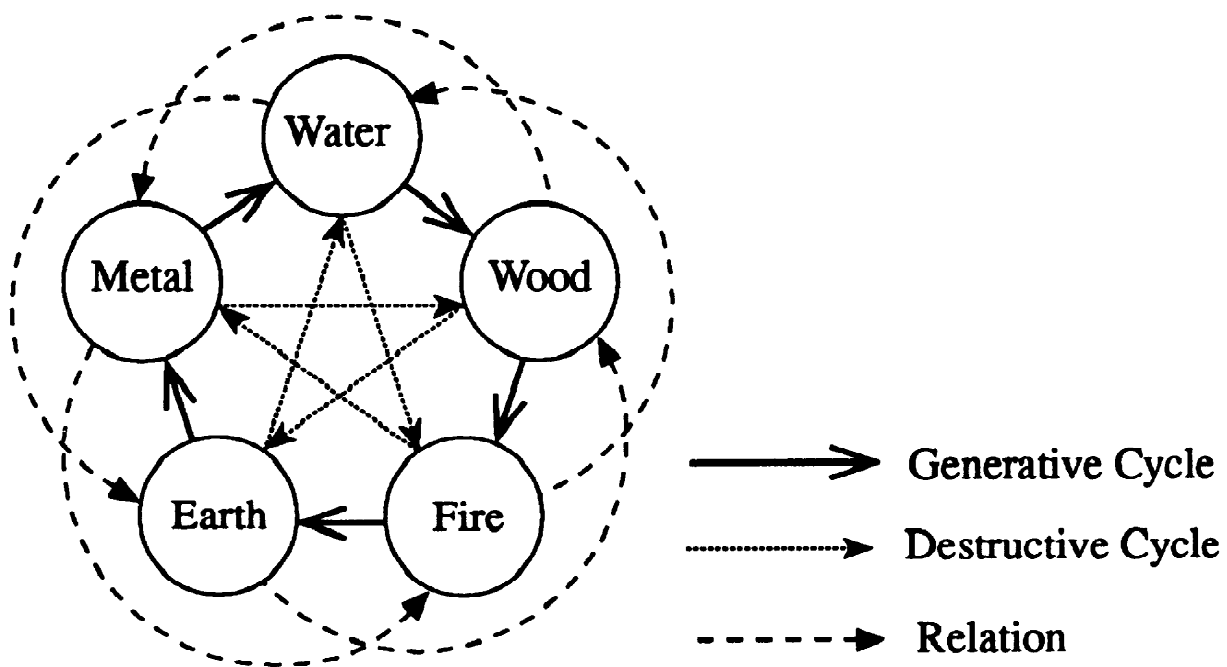 Water
Metal
Wood
Earth
Fire
Generative Cycle
Destructive Cycle
Relation